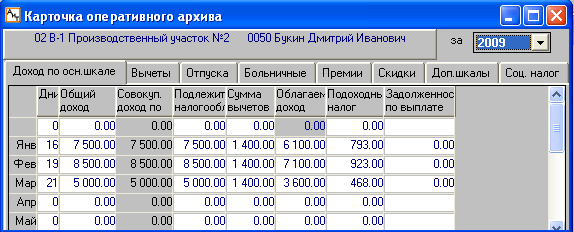 Карточка оперативного архива
02 В-1 Производственный участок №2 0050 Букин Дмитрий Иванович за 2009
Доход по осн.шкале Вычеты Отпуска Больничные Премии Скидки Доп.шкалы Соц. налог
Дни Общий Совокуп. Подлежит Сумма Облагаем Подоходнь Задолженнос
доход доход по налогообл вычетов доход налог по выплате
0 0.00 0.00 0.00 0.00 0.00 0.00
Янв 16 7 500.00 7 500.00 7 500.00 1 400.00 6 100.00 793.00 0.00
Фев 19 8 500.00 8 500.00 8 500.00 1 400.00 7 100.00 923.00 0.00
Мар 21 5 000.00 5 000.00 5 000.00 1 400.00 3 600.00 468.00 0.00
Апр 0 0.00 0.00 0.00 0.00 0.00 0.00 0.00
Май 0 0.00 0.00 0.00 0.00 0.00 0.00 0.00